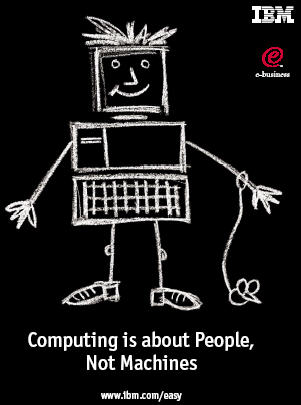 IBM
e-business
Computing is about People,
Not Machines
www.ibm.com/easy